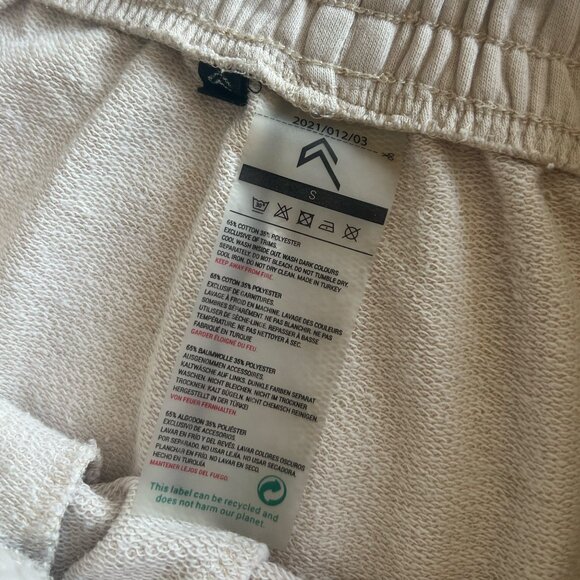 2021/012/03
S
30°
65% COTTON 35% POLYESTER
EXCLUSIVE OF TRIMS.
COOL WASH INSIDE OUT. WASH DARK COLOURS
SEPARATELY. DO NOT BLEACH. DO NOT TUMBLE DRY.
COOL IRON. DO NOT DRY CLEAN. MADE IN TURKEY
KEEP AWAY FROM FIRE.
65% COTON 35% POLYESTER
EXCLUSIF DE GARNITURES.
LAVAGE À FROID EN MACHINE. LAVAGE DES COULEURS
SOMBRES SÉPARÉMENT. NE PAS BLANCHIR. NE PAS
UTILISER DE SÈCHE-LINGE. REPASSER À BASSE
TEMPÉRATURE. NE PAS NETTOYER À SEC.
FABRIQUÉ EN TURQUIE
GARDER ÉLOIGNE DU FEU.
65% BAUMWOLLE 35% POLYESTER
AUSGENOMMEN ACCESSOIRES.
KALTWÄSCHE AUF LINKS. DUNKLE FARBEN SEPARAT
WASCHEN. NICHT BLEICHEN. NICHT IM TROCKNER
TROCKNEN. KÜHL BÜGELN. NICHT CHEMISCH REINIGEN.
HERGESTELLT IN DER TÜRKEI
VON FEUER FERNHALTEN
65% ALGODON 35% POLIÉSTER
EXCLUSIVO DE ACCESORIOS
LAVAR EN FRÍO Y DEL REVÉS. LAVAR COLORES OSCUROS
POR SEPARADO. NO USAR LEJÍA. NO USAR SECADORA.
PLANCHAR EN FRÍO. NO LAVAR EN SECO.
HECHO EN TURQUÍA
MANTENER LEJOS DEL FUEGO.
This label can be recycled and
does not harm our planet.